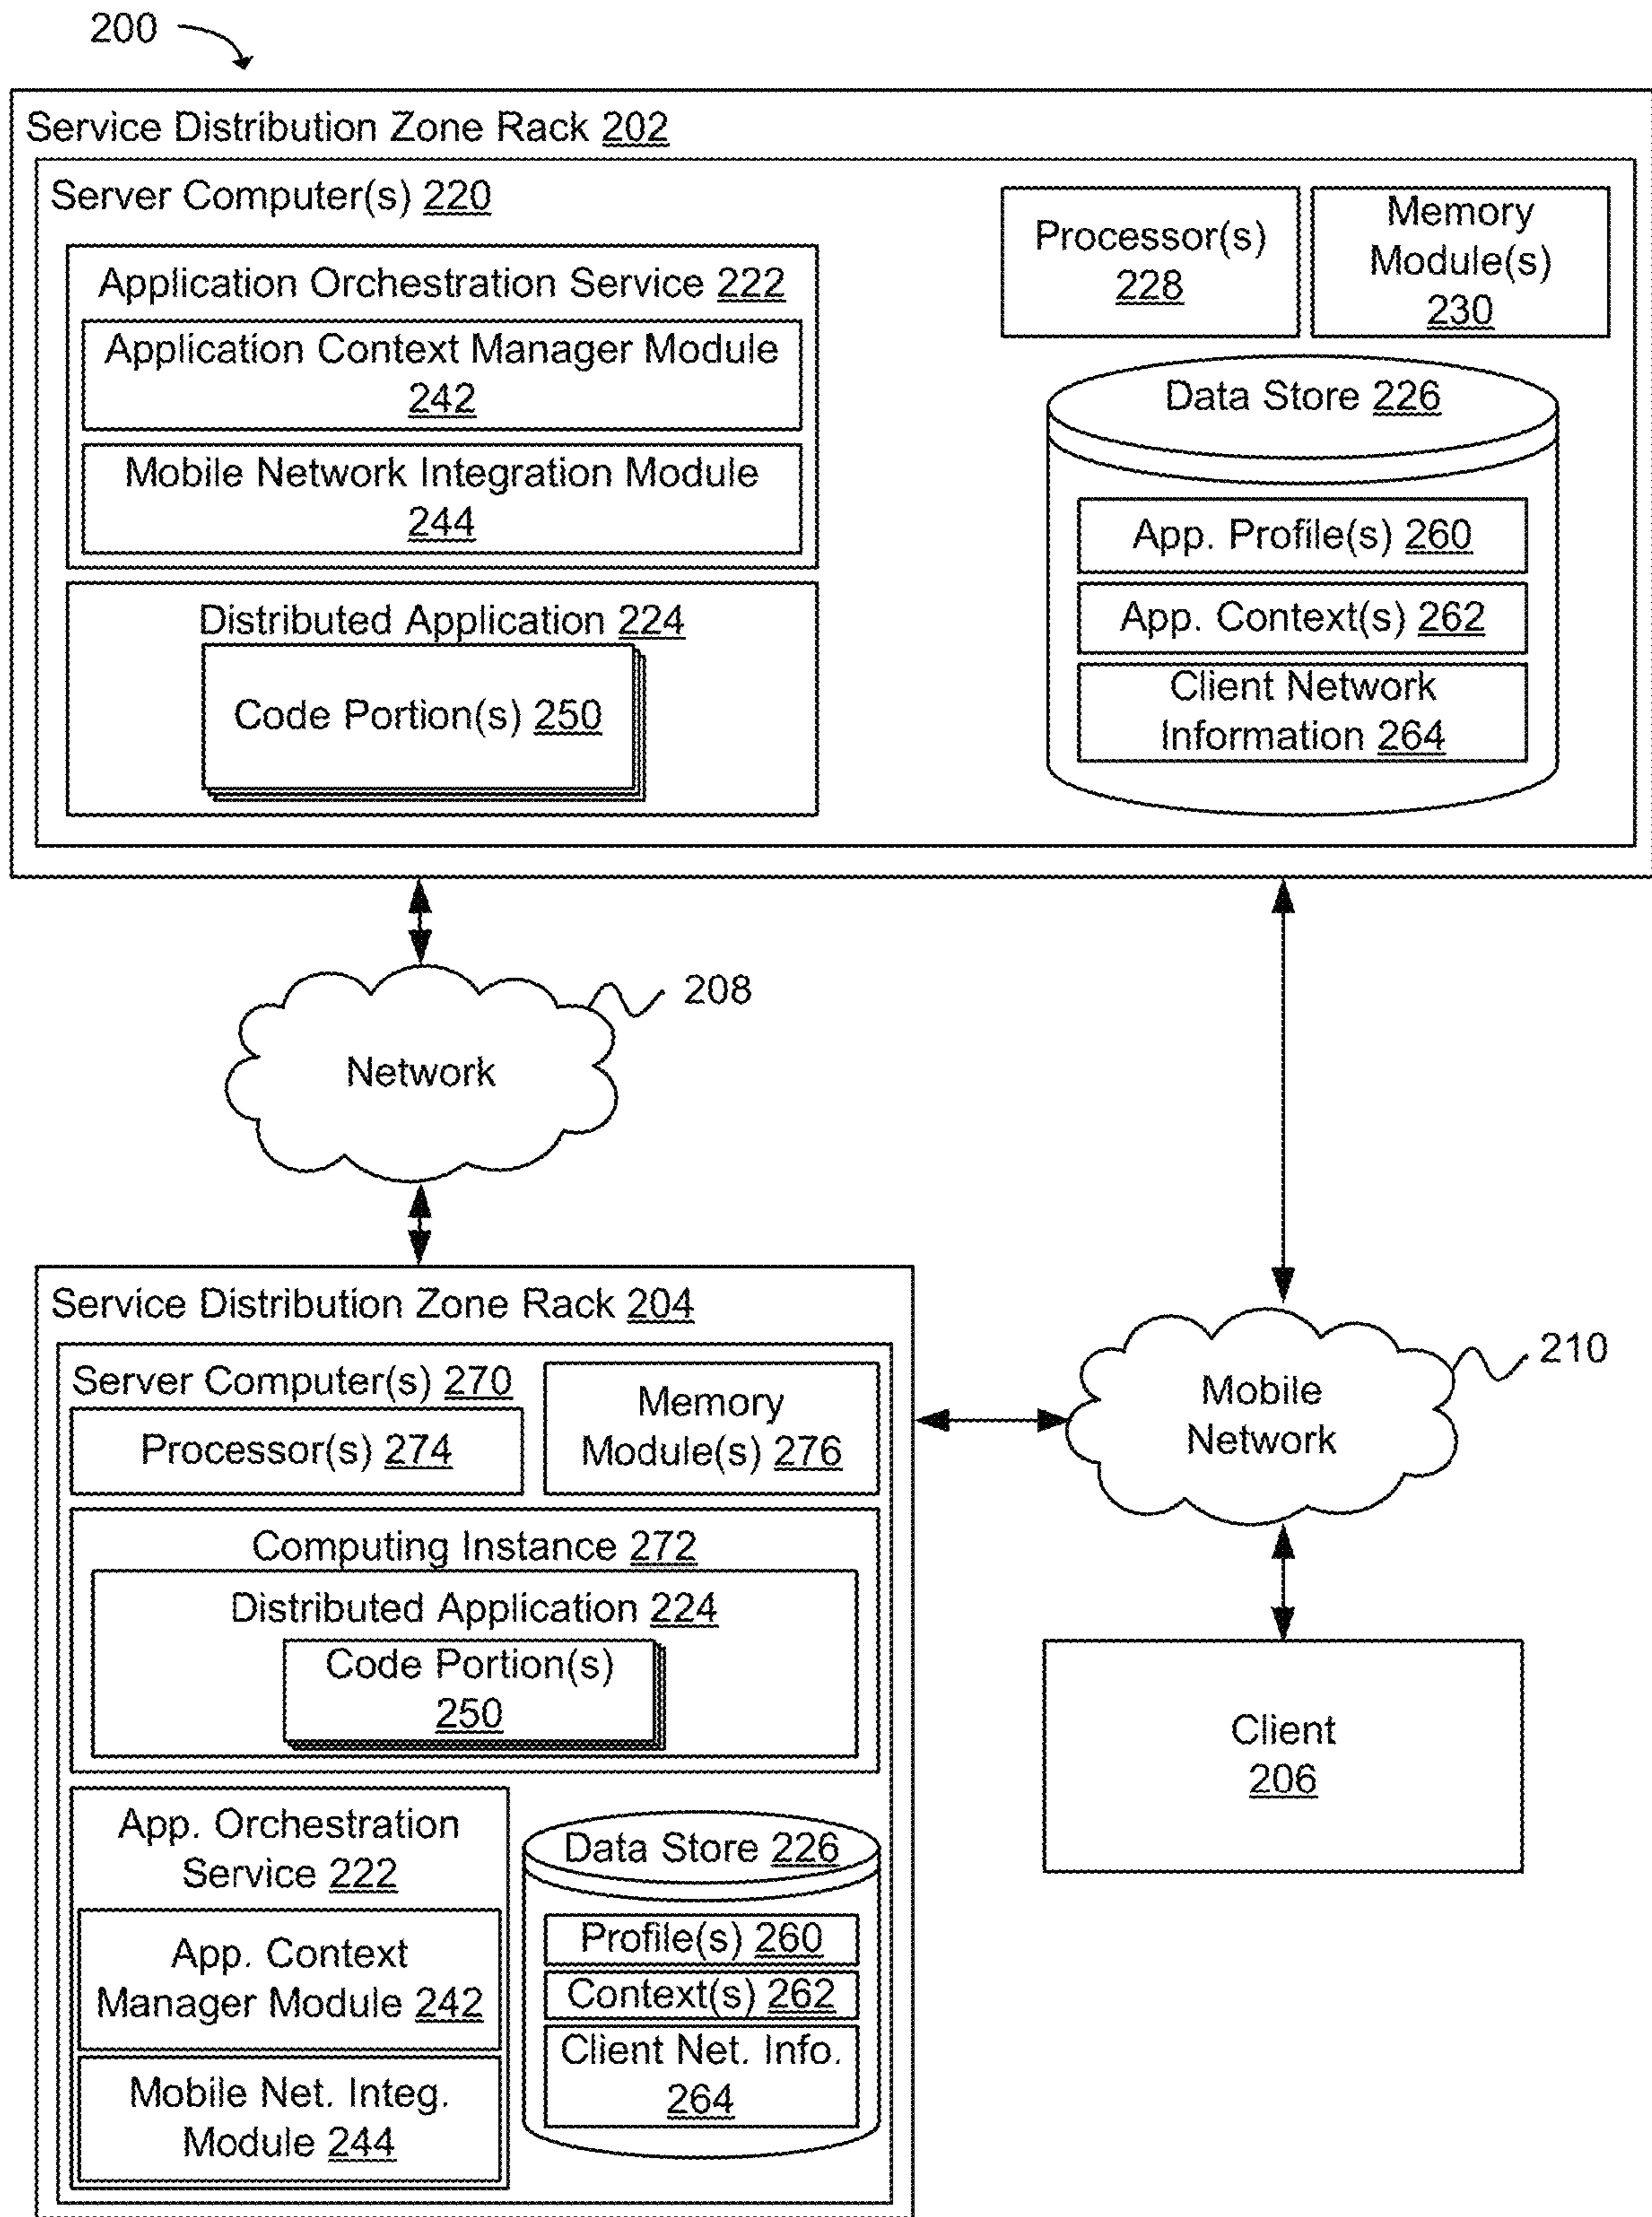 200
Service Distribution Zone Rack 202
Server Computer(s) 220
Application Orchestration Service 222
Application Context Manager Module
242
Mobile Network Integration Module
244
Distributed Application 224
Code Portion(s) 250
Processor(s)
228
Memory
Module(s)
230
Data Store 226
App. Profile(s) 260
App. Context(s) 262
Client Network
Information 264
208
Network
Service Distribution Zone Rack 204
Server Computer(s) 270
Processor(s) 274
Memory
Module(s) 276
Computing Instance 272
Distributed Application 224
Code Portion(s)
250
App. Orchestration
Service 222
App. Context
Manager Module 242
Mobile Net. Integ.
Module 244
Data Store 226
Profile(s) 260
Context(s) 262
Client Net. Info.
264
210
Mobile
Network
Client
206